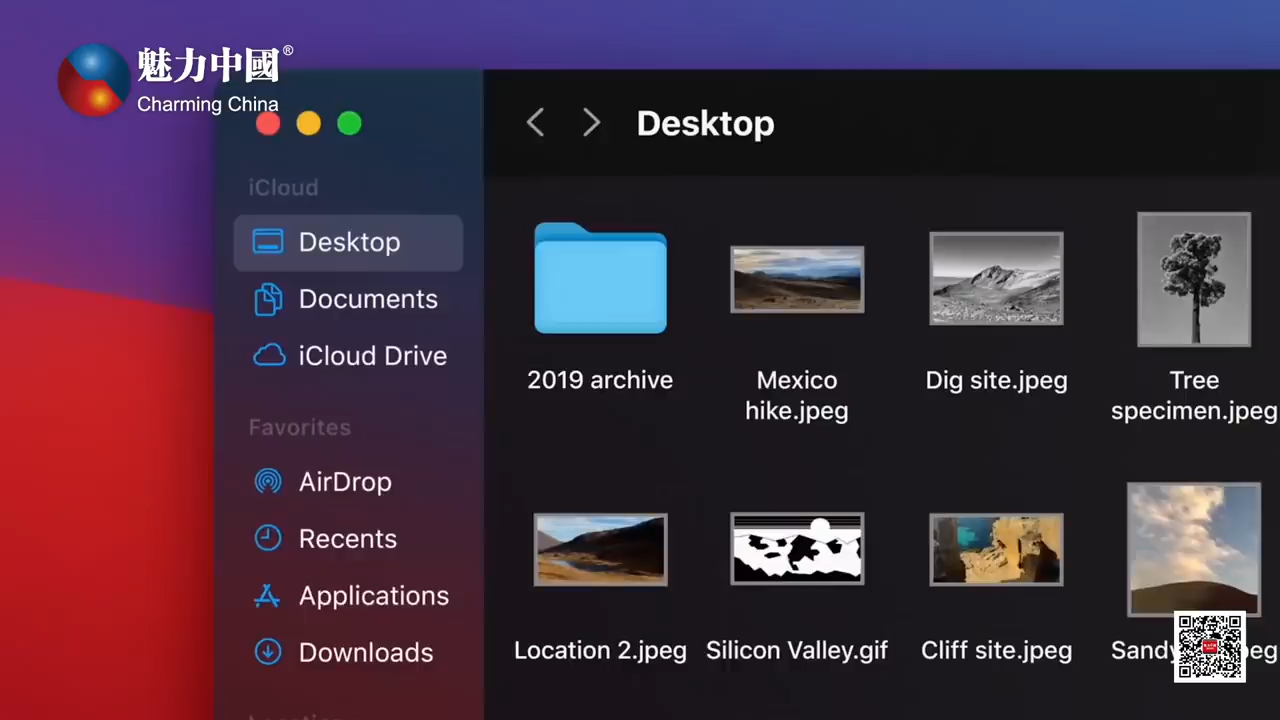 魅力中國®
Charming China
Desktop
iCloud
Desktop
Documents
iCloud Drive
Favorites
AirDrop
Recents
Applications
Downloads
2019 archive
Mexico
hike.jpeg
Dig site.jpeg
Tree
specimen.jpeg
Location 2.jpeg
Silicon Valley.gif
Cliff site.jpeg